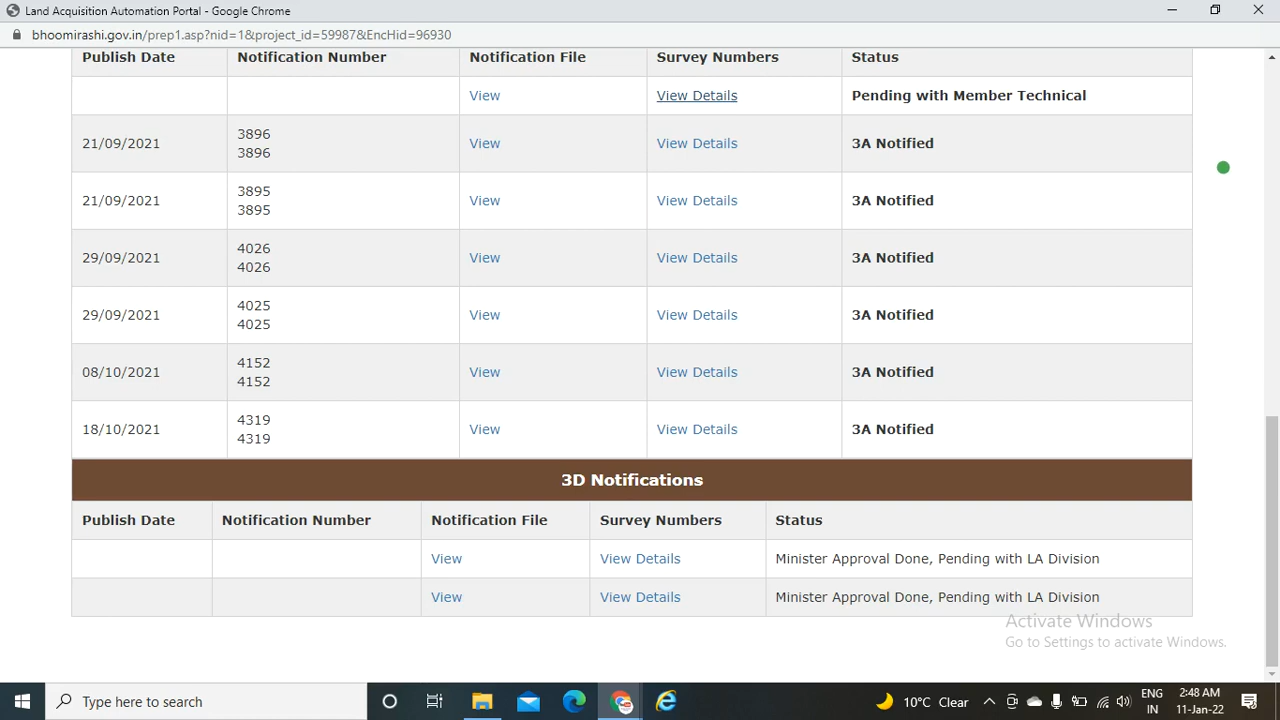 Land Acquisition Automation Portal - Google Chrome
bhoomirashi.gov.in/prep1.asp?nid=1&project_id=59987&EncHid=96930
Publish Date Notification Number Notification File Survey Numbers Status
View View Details Pending with Member Technical
21/09/2021 3896 3896 View View Details 3A Notified
21/09/2021 3895 3895 View View Details 3A Notified
29/09/2021 4026 4026 View View Details 3A Notified
29/09/2021 4025 4025 View View Details 3A Notified
08/10/2021 4152 4152 View View Details 3A Notified
18/10/2021 4319 4319 View View Details 3A Notified
3D Notifications
Publish Date Notification Number Notification File Survey Numbers Status
View View Details Minister Approval Done, Pending with LA Division
View View Details Minister Approval Done, Pending with LA Division
Activate Windows
Go to Settings to activate Windows.
Type here to search 10°C Clear ENG IN 2:48 AM 11-Jan-22